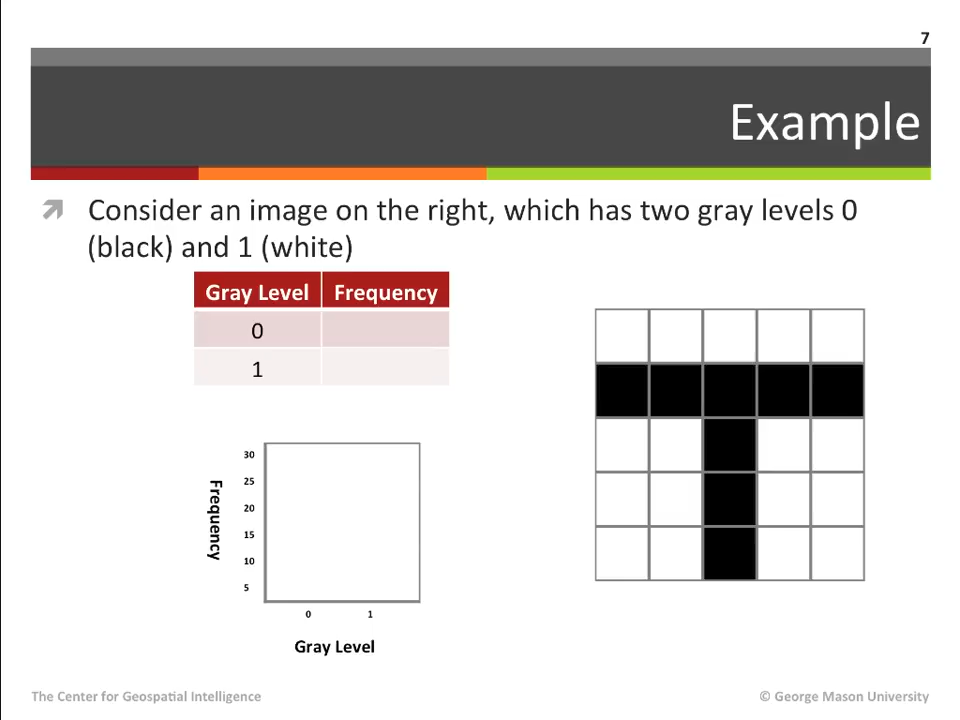 7
Example
Consider an image on the right, which has two gray levels 0
(black) and 1 (white)
Gray Level Frequency
0
1
30
25
20
15
10
5
Frequency
0 1
Gray Level
The Center for Geospatial Intelligence
© George Mason University